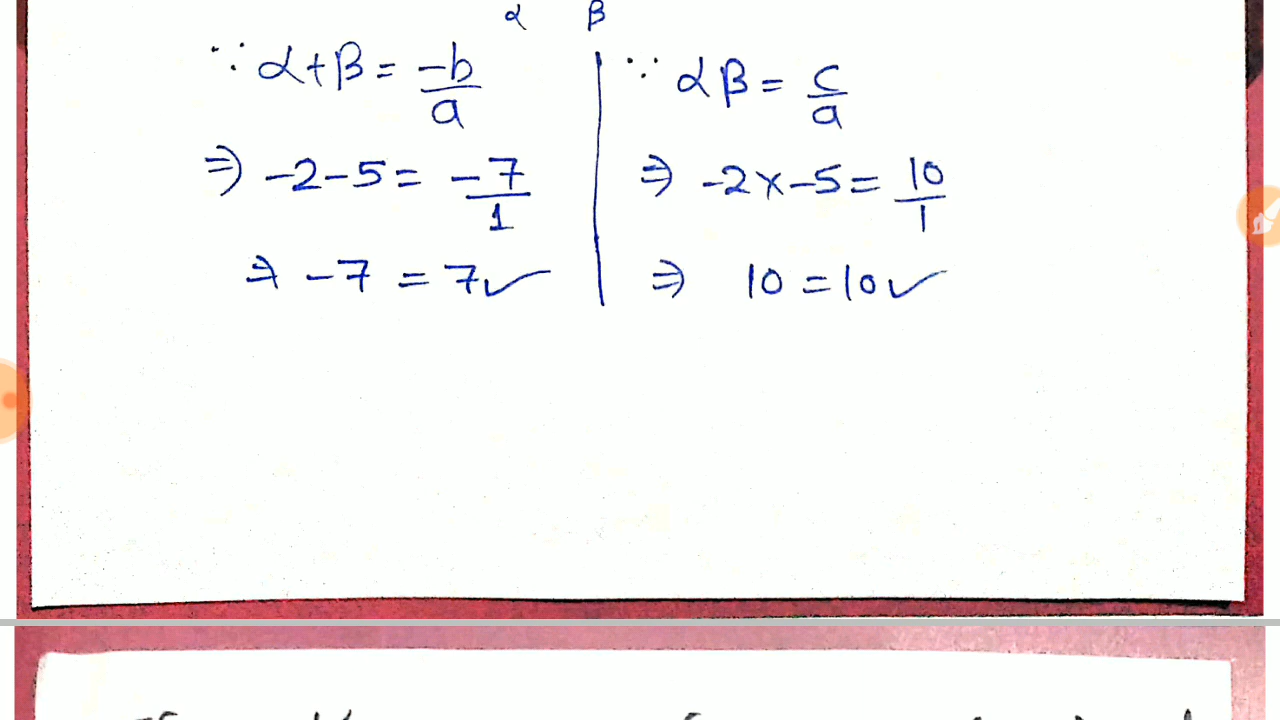 α β
∵ α+β = -b/a
⇒ -2-5 = -7/1
⇒ -7 = 7✓
∵ αβ = c/a
⇒ -2×-5 = 10/1
⇒ 10 = 10✓